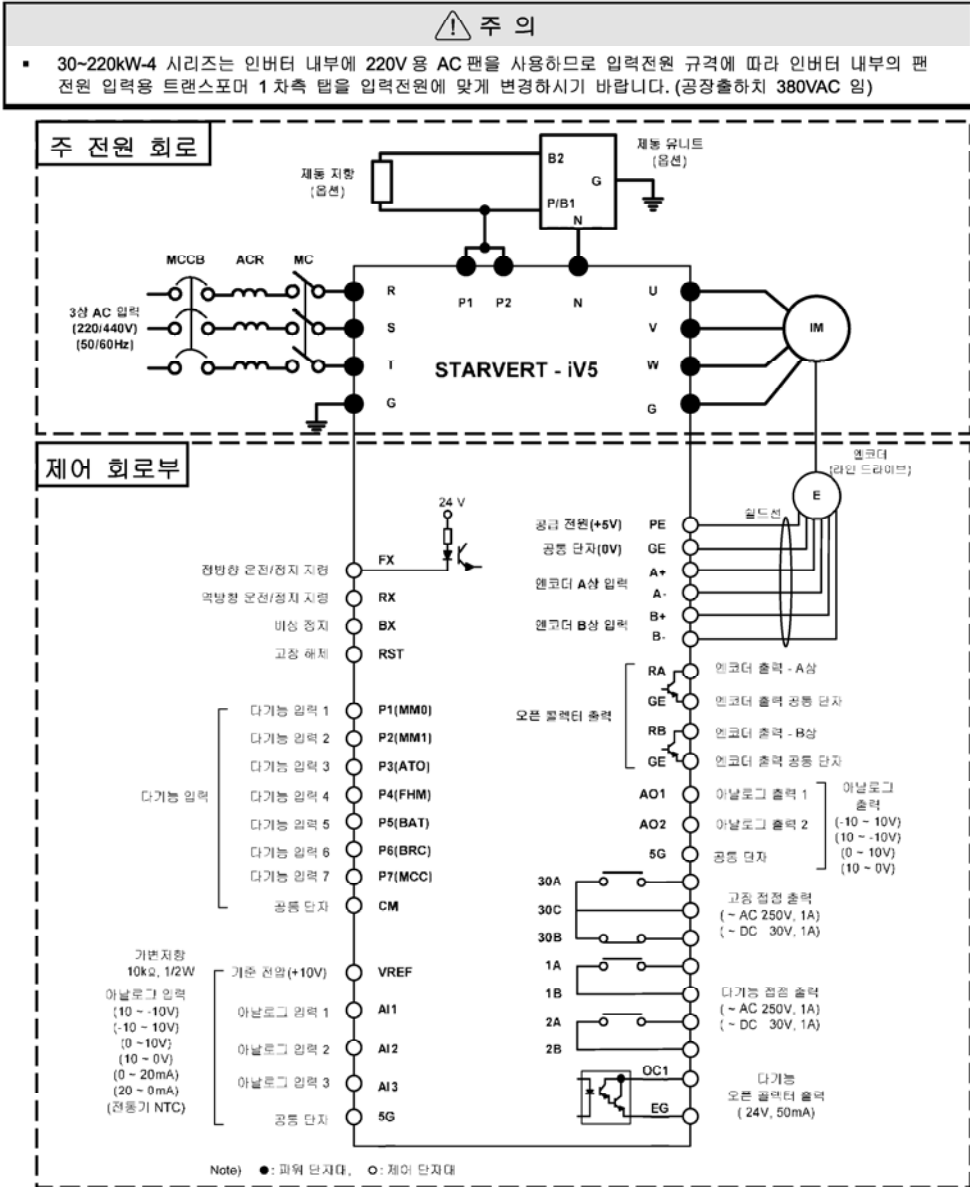 주 의
▪ 30~220kW-4 시리즈는 인버터 내부에 220V 용 AC 팬을 사용하므로 입력전원 규격에 따라 인버터 내부의 팬
전원 입력용 트랜스포머 1 차측 탭을 입력전원에 맞게 변경하시기 바랍니다. (공장출하치 380VAC 임)
주 전원 회로
제동 저항
(옵션)
B2
G
P/B1
N
제동 유니트
(옵션)
MCCB ACR MC
3상 AC 입력
(220/440V)
(50/60Hz)
R
S
T
G
P1 P2 N
STARVERT - iV5
U
V
W
G
IM
제어 회로부
엔코더
(라인 드라이브)
E
쉴드선
24 V
정방향 운전/정지 지령 FX
역방향 운전/정지 지령 RX
비상 정지 BX
고장 해제 RST
다기능 입력
다기능 입력 1 P1(MM0)
다기능 입력 2 P2(MM1)
다기능 입력 3 P3(ATO)
다기능 입력 4 P4(FHM)
다기능 입력 5 P5(BAT)
다기능 입력 6 P6(BRC)
다기능 입력 7 P7(MCC)
공통 단자 CM
가변저항
10kΩ, 1/2W
아날로그 입력
(10 ~ -10V)
(-10 ~ 10V)
(0 ~10V)
(10 ~ 0V)
(0 ~ 20mA)
(20 ~ 0mA)
(전동기 NTC)
기준 전압(+10V) VREF
아날로그 입력 1 AI1
아날로그 입력 2 AI2
아날로그 입력 3 AI3
공통 단자 5G
공급 전원(+5V) PE
공통 단자(0V) GE
엔코더 A상 입력
A+
A-
엔코더 B상 입력
B+
B-
오픈 콜렉터 출력
RA 엔코더 출력 - A상
GE 엔코더 출력 공통 단자
RB 엔코더 출력 - B상
GE 엔코더 출력 공통 단자
AO1 아날로그 출력 1
AO2 아날로그 출력 2
5G 공통 단자
아날로그
출력
(-10 ~ 10V)
(10 ~ -10V)
(0 ~ 10V)
(10 ~ 0V)
30A
30C
30B
고장 접점 출력
( ~ AC 250V, 1A)
( ~ DC 30V, 1A)
1A
1B
2A
2B
다기능 접점 출력
( ~ AC 250V, 1A)
( ~ DC 30V, 1A)
OC1
EG
다기능
오픈 콜렉터 출력
( 24V, 50mA)
Note) ●: 파워 단자대, ○: 제어 단자대